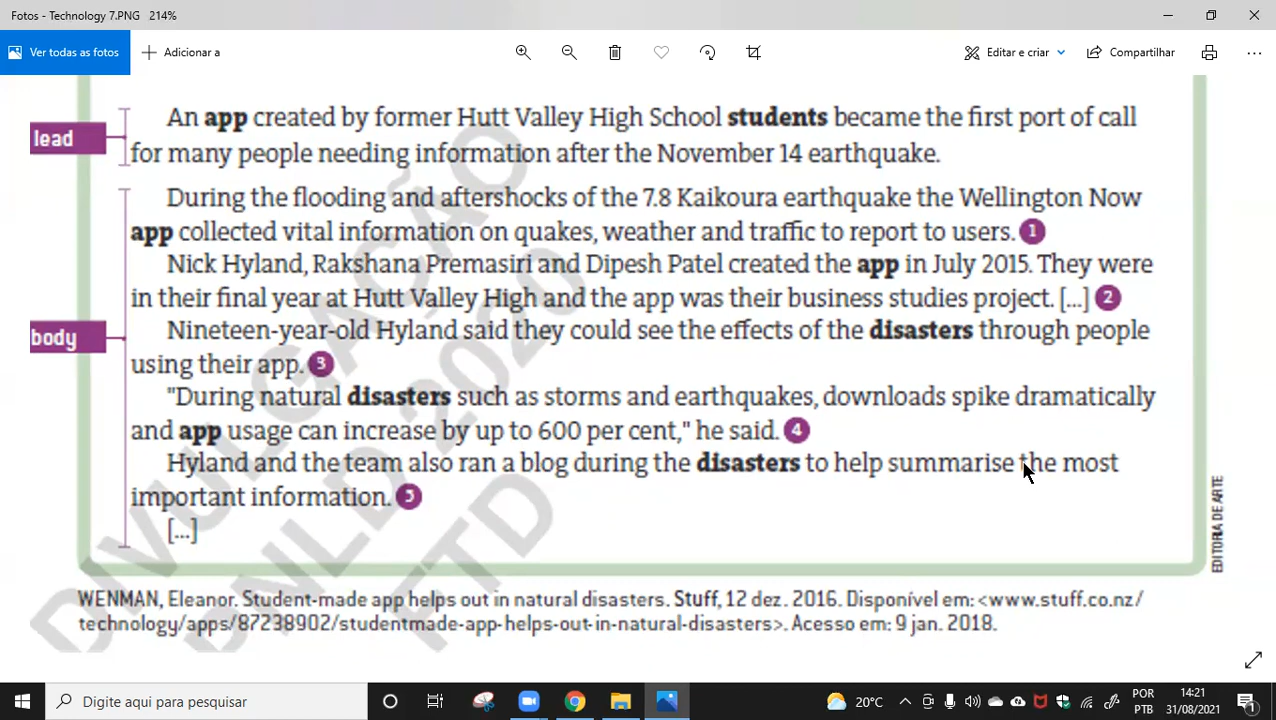 Fotos - Technology 7.PNG 214%
Ver todas as fotos
Adicionar a
Editar e criar
Compartilhar
lead
An app created by former Hutt Valley High School students became the first port of call
for many people needing information after the November 14 earthquake.
During the flooding and aftershocks of the 7.8 Kaikoura earthquake the Wellington Now
app collected vital information on quakes, weather and traffic to report to users. 1
Nick Hyland, Rakshana Premasiri and Dipesh Patel created the app in July 2015. They were
in their final year at Hutt Valley High and the app was their business studies project. [...] 2
body
Nineteen-year-old Hyland said they could see the effects of the disasters through people
using their app. 3
"During natural disasters such as storms and earthquakes, downloads spike dramatically
and app usage can increase by up to 600 per cent," he said. 4
Hyland and the team also ran a blog during the disasters to help summarise the most
important information. 5
[...]
EDITORIA DE ARTE
DIVULGAÇÃO
PNLD 2020
FTD
WENMAN, Eleanor. Student-made app helps out in natural disasters. Stuff, 12 dez. 2016. Disponível em: <www.stuff.co.nz/
technology/apps/87238902/studentmade-app-helps-out-in-natural-disasters>. Acesso em: 9 jan. 2018.
Digite aqui para pesquisar
20°C
POR
PTB
14:21
31/08/2021
1